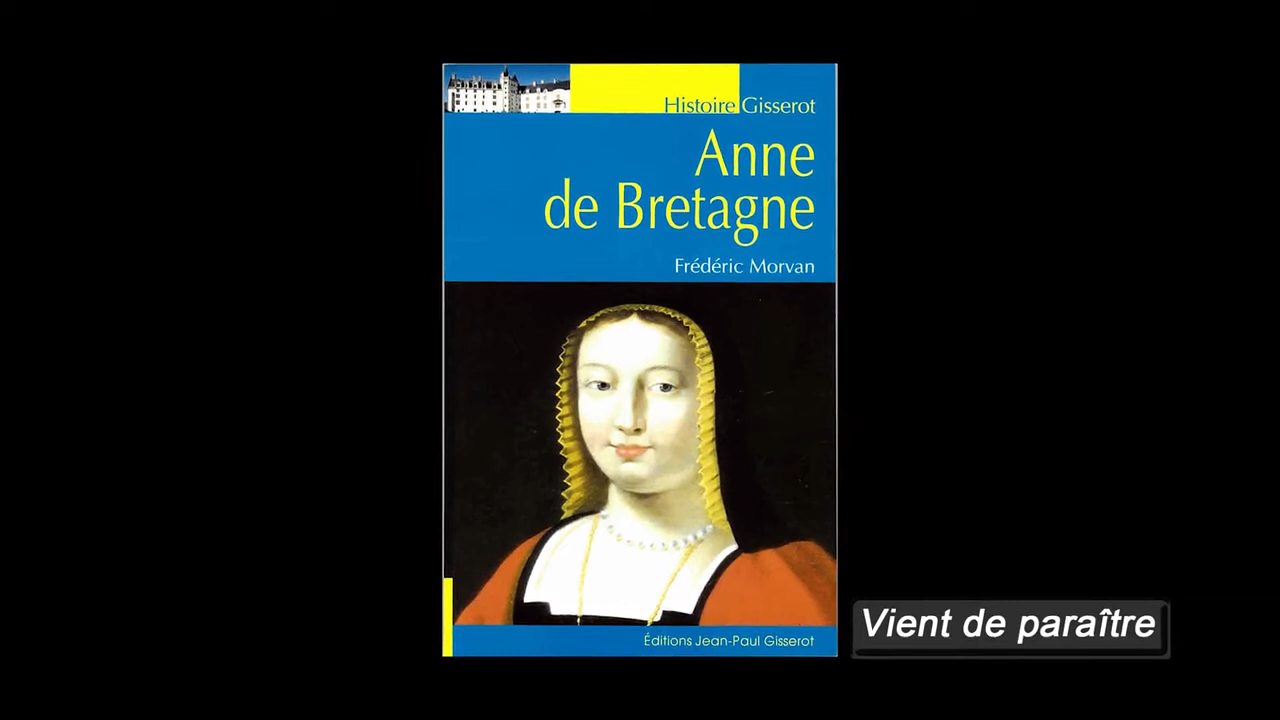 Histoire Gisserot
Anne
de Bretagne
Frédéric Morvan
Éditions Jean-Paul Gisserot
Vient de paraître